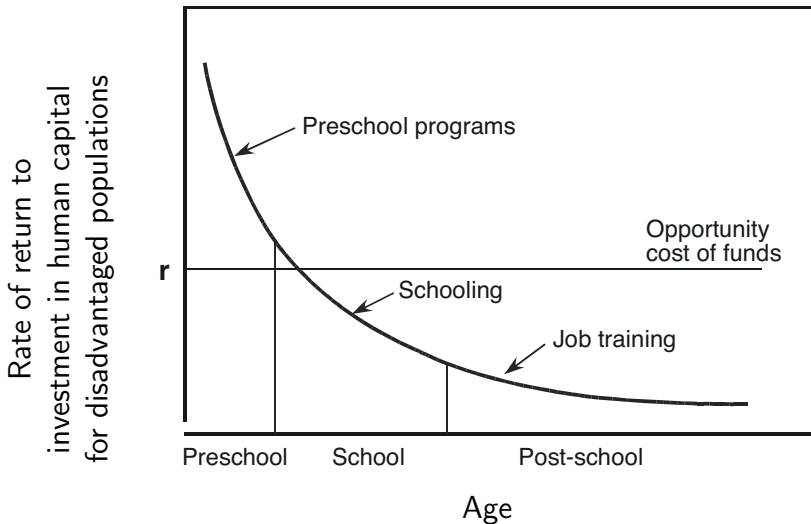 Rate of return to
investment in human capital
for disadvantaged populations
Preschool programs
Opportunity
cost of funds
r
Schooling
Job training
Preschool
School
Post-school
Age